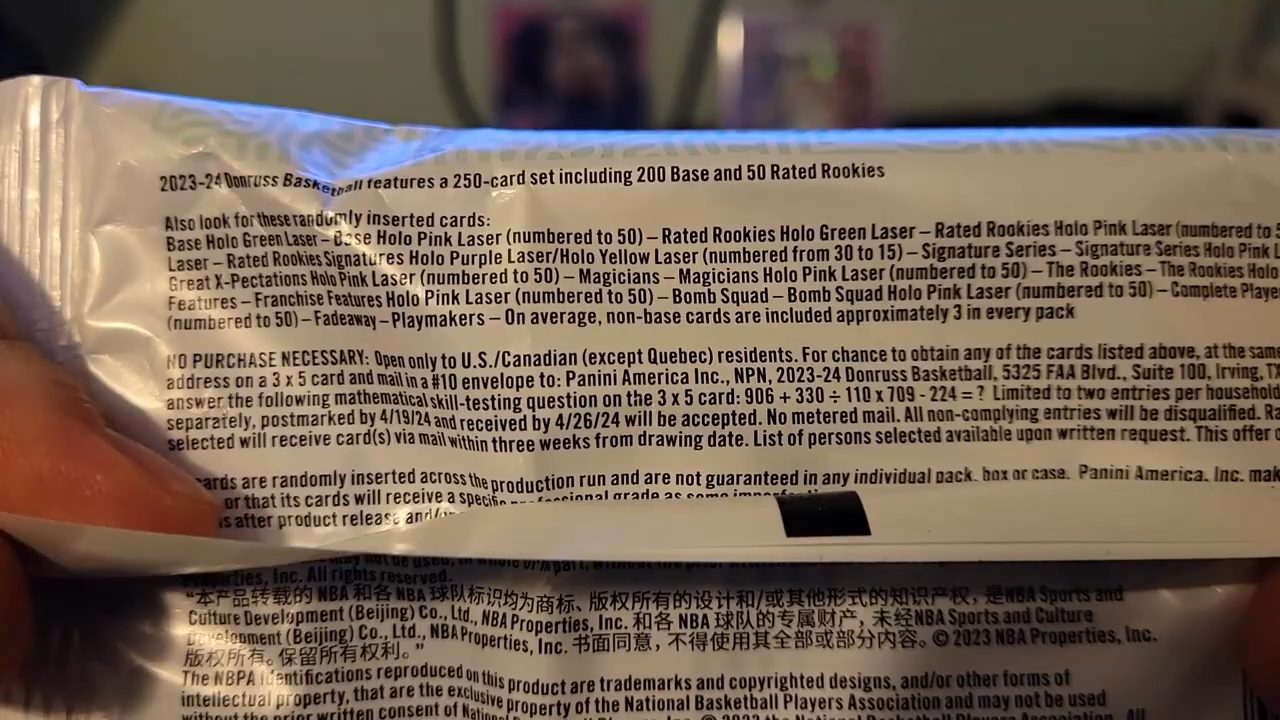 2023-24 Donruss Basketball features a 250-card set including 200 Base and 50 Rated Rookies
Also look for these randomly inserted cards:
Base Holo Green Laser – Base Holo Pink Laser (numbered to 50) – Rated Rookies Holo Green Laser – Rated Rookies Holo Pink Laser (numbered to
Laser – Rated Rookies Signatures Holo Purple Laser/Holo Yellow Laser (numbered from 30 to 15) – Signature Series – Signature Series Holo Pink
Great X-Pectations Holo Pink Laser (numbered to 50) – Magicians – Magicians Holo Pink Laser (numbered to 50) – The Rookies – The Rookies Holo
Features – Franchise Features Holo Pink Laser (numbered to 50) – Bomb Squad – Bomb Squad Holo Pink Laser (numbered to 50) – Complete
(numbered to 50) – Fadeaway – Playmakers – On average, non-base cards are included approximately 3 in every pack
NO PURCHASE NECESSARY: Open only to U.S./Canadian (except Quebec) residents. For chance to obtain any of the cards listed above, at the same
address on a 3 x 5 card and mail in a #10 envelope to: Panini America Inc., NPN, 2023-24 Donruss Basketball, 5325 FAA Blvd., Suite 100, Irving, TX
answer the following mathematical skill-testing question on the 3 x 5 card: 906 + 330 ÷ 110 x 709 - 224 = ? Limited to two entries per household
separately, postmarked by 4/19/24 and received by 4/26/24 will be accepted. No metered mail. All non-complying entries will be disqualified.
selected will receive card(s) via mail within three weeks from drawing date. List of persons selected available upon written request. This offer
cards are randomly inserted across the production run and are not guaranteed in any individual pack, box or case. Panini America, Inc.
or that its cards will receive a specific professional grade as some
after product release and/
Properties, Inc. All rights reserved.
“本产品转载的 NBA 和各 NBA 球队标识均为商标、版权所有的设计和/或其他形式的知识产权，是NBA Sports and
Culture Development (Beijing) Co., Ltd., NBA Properties, Inc. 和各 NBA 球队的专属财产，未经NBA Sports and Culture
Development (Beijing) Co., Ltd., NBA Properties, Inc. 书面同意，不得使用其全部或部分内容。© 2023 NBA Properties, Inc.
版权所有。保留所有权利。”
The NBPA identifications reproduced on this product are trademarks and copyrighted designs, and/or other forms of
intellectual property, that are the exclusive property of the National Basketball Players Association and may not be used
without the prior written consent of